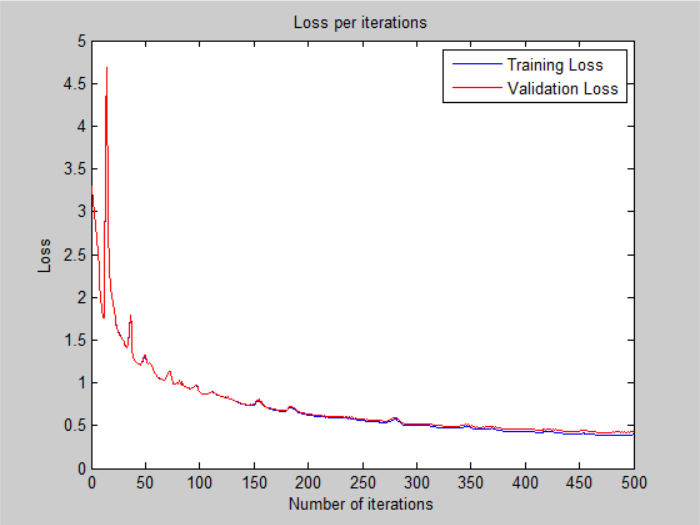 Loss per iterations
5
4.5
4
3.5
3
2.5
2
1.5
1
0.5
0
Loss
Training Loss
Validation Loss
0 50 100 150 200 250 300 350 400 450 500
Number of iterations